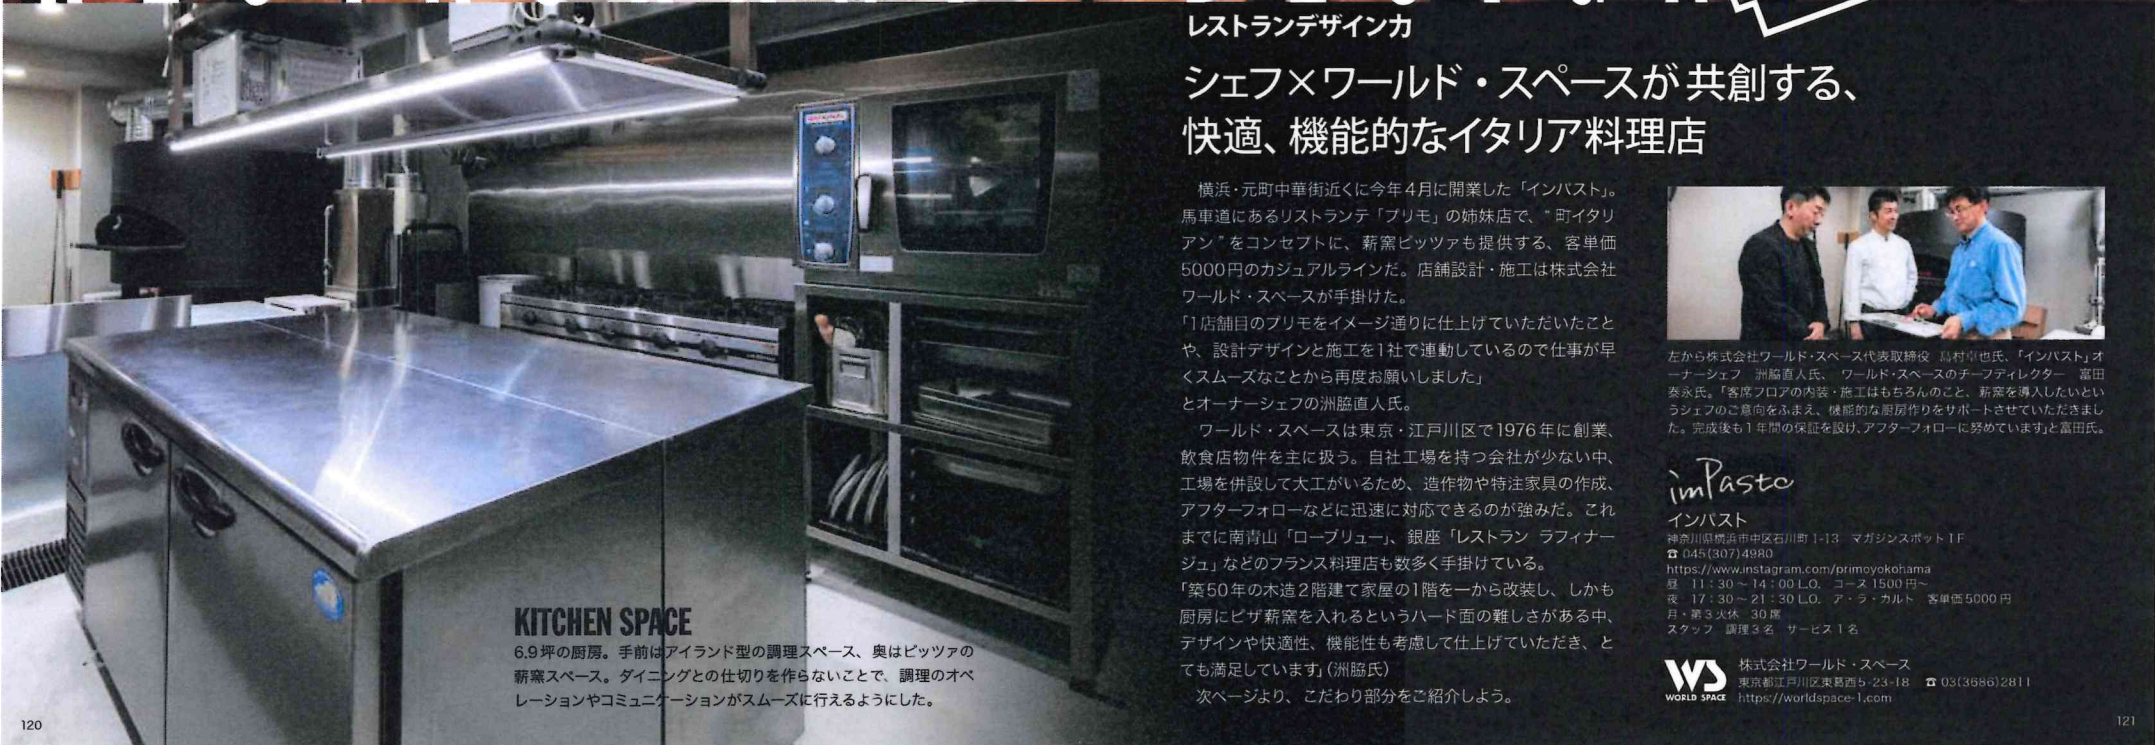 KITCHEN SPACE
6.9坪の厨房。手前はアイランド型の調理スペース、奥はピッツァの
薪窯スペース。ダイニングとの仕切りを作らないことで、調理のオペ
レーションやコミュニケーションがスムーズに行えるようにした。
120
レストランデザイン力
シェフ×ワールド・スペースが共創する、
快適、機能的なイタリア料理店
横浜・元町中華街近くに今年4月に開業した「インパスト」。
馬車道にあるリストランテ「プリモ」の姉妹店で、“町イタリ
アン”をコンセプトに、薪窯ピッツァも提供する、客単価
5000円のカジュアルラインだ。店舗設計・施工は株式会社
ワールド・スペースが手掛けた。
「1店舗目のプリモをイメージ通りに仕上げていただいたこと
や、設計デザインと施工を1社で連動しているので仕事が早
くスムーズなことから再度お願いしました」
とオーナーシェフの洲脇直人氏。
ワールド・スペースは東京・江戸川区で1976年に創業、
飲食店物件を主に扱う。自社工場を持つ会社が少ない中、
工場を併設して大工がいるため、造作物や特注家具の作成、
アフターフォローなどに迅速に対応できるのが強みだ。これ
までに南青山「ローブリュー」、銀座「レストラン ラフィナー
ジュ」などのフランス料理店も数多く手掛けている。
「築50年の木造2階建て家屋の1階を一から改装し、しかも
厨房にピザ薪窯を入れるというハード面の難しさがある中、
デザインや快適性、機能性も考慮して仕上げていただき、と
ても満足しています」(洲脇氏)
次ページより、こだわり部分をご紹介しよう。
左から株式会社ワールド・スペース代表取締役 島村卓也氏、「インパスト」オ
ーナーシェフ 洲脇直人氏、ワールド・スペースのチーフディレクター 富田
泰永氏。「客席フロアの内装・施工はもちろんのこと、薪窯を導入したいとい
うシェフのご意向をふまえ、機能的な厨房作りをサポートさせていただきまし
た。完成後も1年間の保証を設け、アフターフォローに努めています」と富田氏。
imPasto
インパスト
神奈川県横浜市中区石川町1-13 マガジンスポット1F
☎045(307)4980
https://www.instagram.com/primoyokohama
昼 11:30～14:00 L.O. コース1500円～
夜 17:30～21:30 L.O. ア・ラ・カルト 客単価5000円
月・第3火休 30席
スタッフ 調理3名 サービス1名
WS
WORLD SPACE
株式会社ワールド・スペース
東京都江戸川区東葛西5-23-18 ☎03(3686)2811
https://worldspace-1.com
121